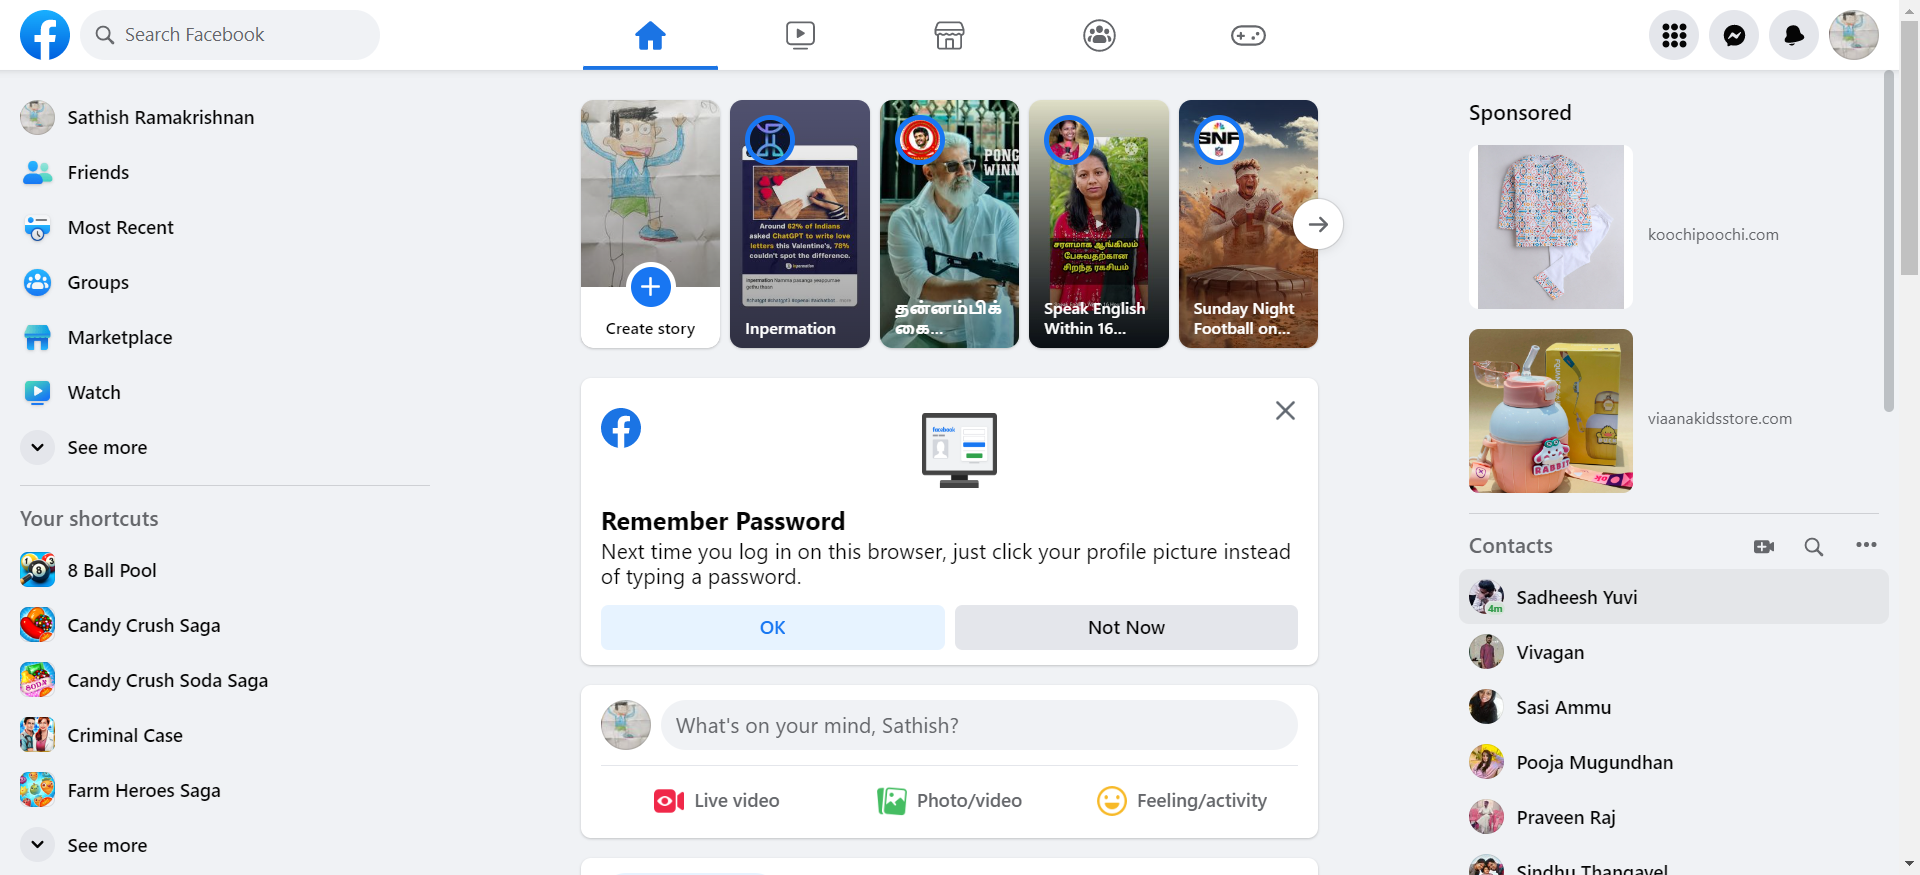 Search Facebook
Sathish Ramakrishnan
Friends
Most Recent
Groups
Marketplace
Watch
See more
Your shortcuts
8 Ball Pool
Candy Crush Saga
Candy Crush Soda Saga
Criminal Case
Farm Heroes Saga
See more
Create story
Around 62% of Indians
asked ChatGPT to write love
letters this Valentine's, 78%
couldn't spot the difference.
Inpermation
PONG
WINN
தன்னம்பிக்
கை...
சரளமாக ஆங்கிலம்
பேசுவதற்கான
சிறந்த ரகசியம்
Speak English
Within 16...
SNF
Sunday Night
Football on...
facebook
Remember Password
Next time you log in on this browser, just click your profile picture instead
of typing a password.
OK
Not Now
What's on your mind, Sathish?
Live video
Photo/video
Feeling/activity
Sponsored
koochipoochi.com
RABBIT
viaanakidsstore.com
Contacts
4m
Sadheesh Yuvi
Vivagan
Sasi Ammu
Pooja Mugundhan
Praveen Raj
Sindhu Thangavel